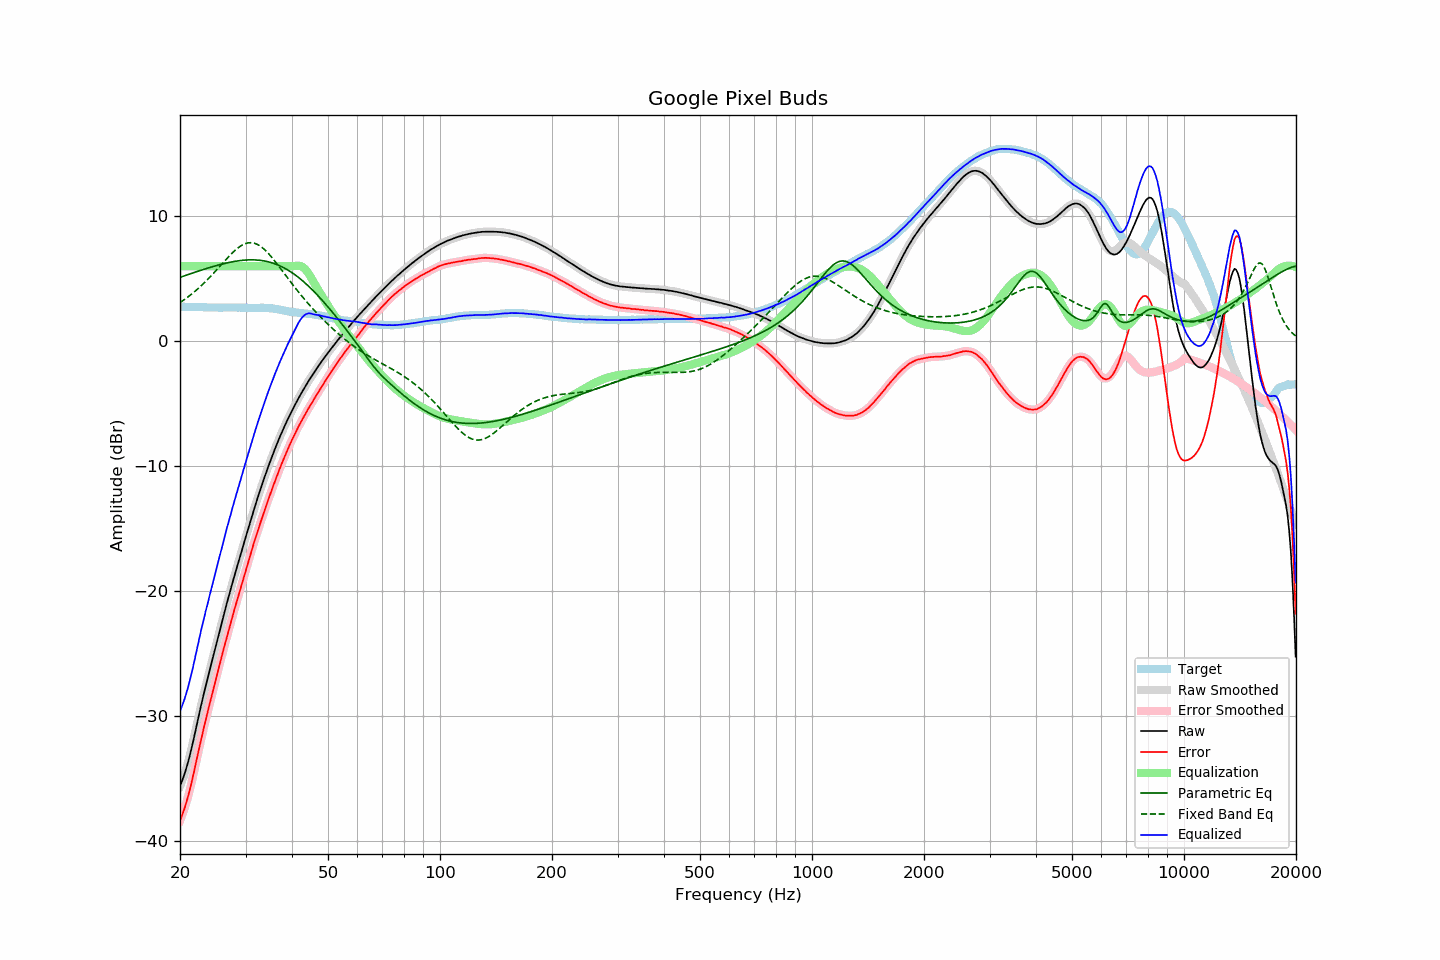 Google Pixel Buds
Amplitude (dBr)
10
0
−10
−20
−30
−40
20
50
100
200
500
1000
2000
5000
10000
20000
Frequency (Hz)
Target
Raw Smoothed
Error Smoothed
Raw
Error
Equalization
Parametric Eq
Fixed Band Eq
Equalized